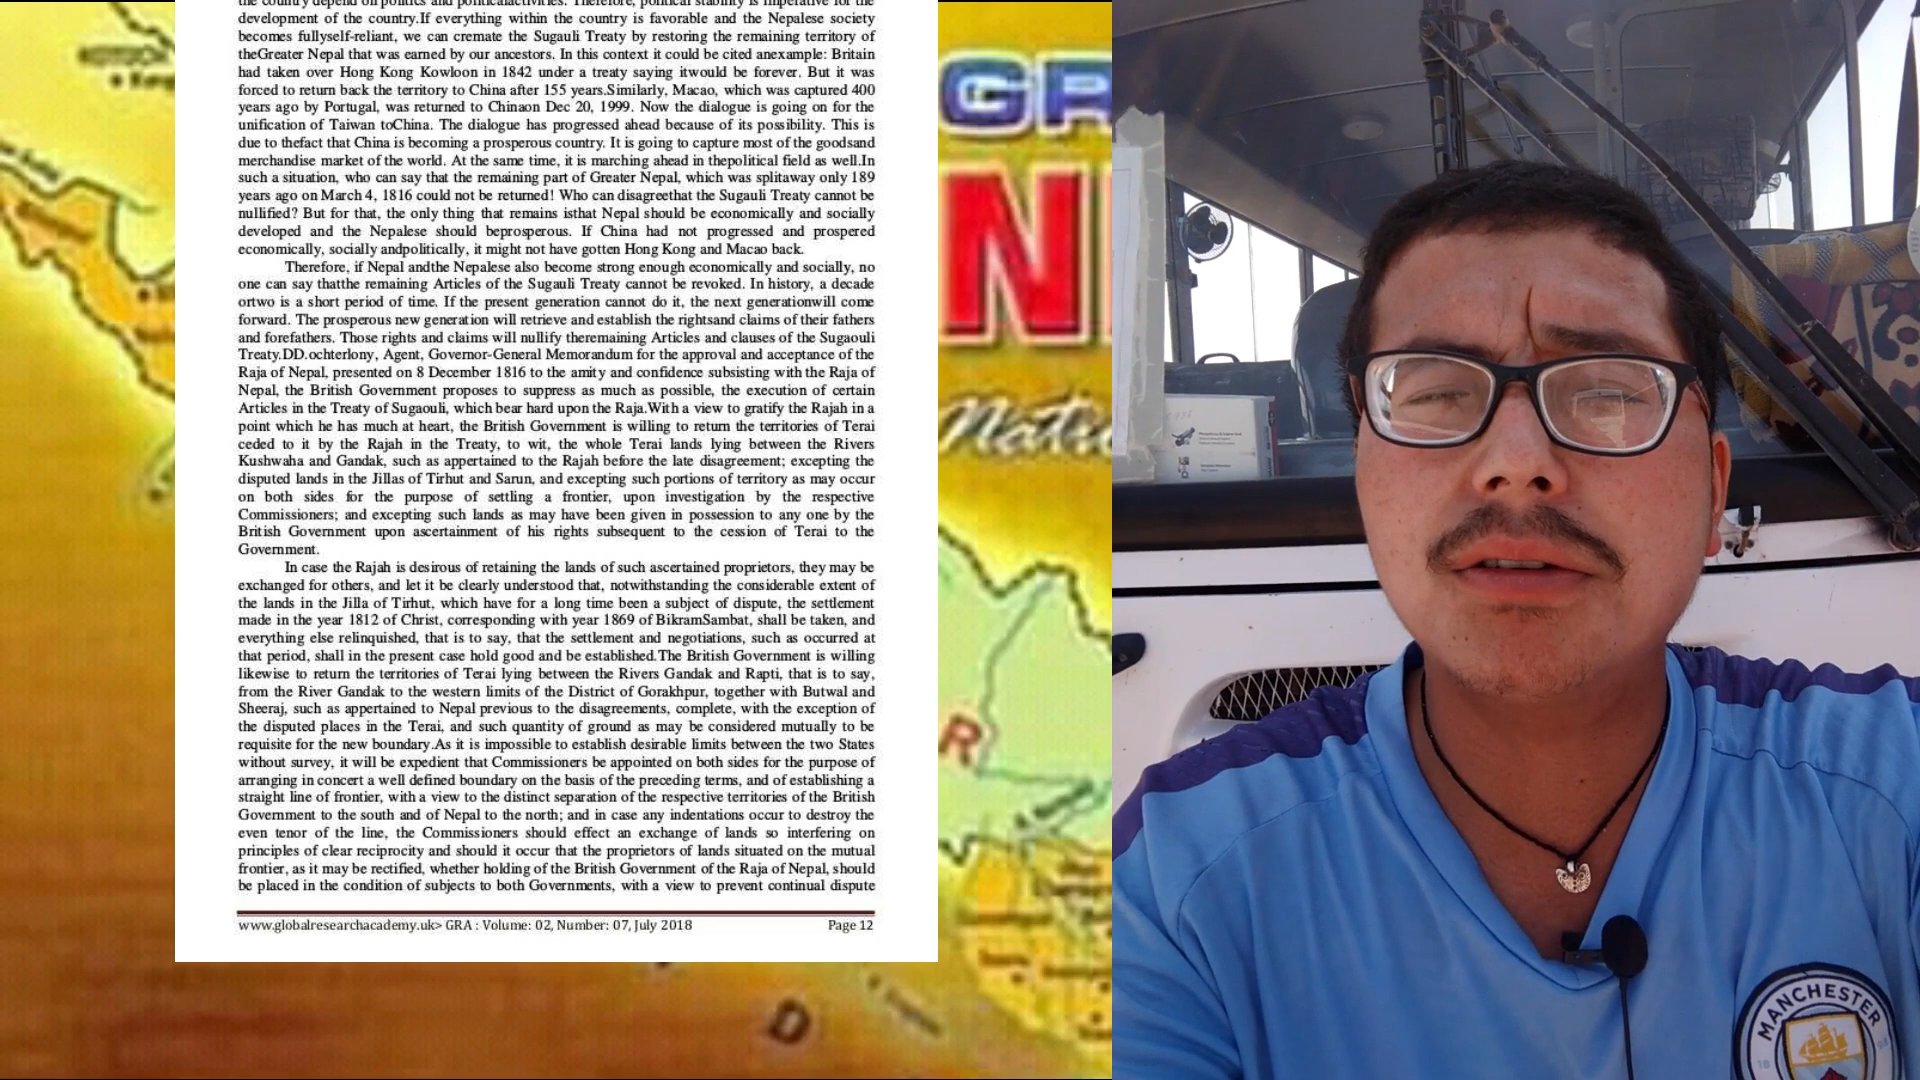 the country depend on politics and politicalactivities. Therefore, political stability is imperative for the
development of the country.If everything within the country is favorable and the Nepalese society
becomes fullyself-reliant, we can cremate the Sugauli Treaty by restoring the remaining territory of
theGreater Nepal that was earned by our ancestors. In this context it could be cited anexample: Britain
had taken over Hong Kong Kowloon in 1842 under a treaty saying itwould be forever. But it was
forced to return back the territory to China after 155 years.Similarly, Macao, which was captured 400
years ago by Portugal, was returned to Chinaon Dec 20, 1999. Now the dialogue is going on for the
unification of Taiwan toChina. The dialogue has progressed ahead because of its possibility. This is
due to thefact that China is becoming a prosperous country. It is going to capture most of the goodsand
merchandise market of the world. At the same time, it is marching ahead in thepolitical field as well.In
such a situation, who can say that the remaining part of Greater Nepal, which was splitaway only 189
years ago on March 4, 1816 could not be returned! Who can disagreethat the Sugauli Treaty cannot be
nullified? But for that, the only thing that remains isthat Nepal should be economically and socially
developed and the Nepalese should beprosperous. If China had not progressed and prospered
economically, socially andpolitically, it might not have gotten Hong Kong and Macao back.
Therefore, if Nepal andthe Nepalese also become strong enough economically and socially, no
one can say thatthe remaining Articles of the Sugauli Treaty cannot be revoked. In history, a decade
ortwo is a short period of time. If the present generation cannot do it, the next generationwill come
forward. The prosperous new generation will retrieve and establish the rightsand claims of their fathers
and forefathers. Those rights and claims will nullify theremaining Articles and clauses of the Sugaouli
Treaty.DD.ochterlony, Agent, Governor-General Memorandum for the approval and acceptance of the
Raja of Nepal, presented on 8 December 1816 to the amity and confidence subsisting with the Raja of
Nepal, the British Government proposes to suppress as much as possible, the execution of certain
Articles in the Treaty of Sugaouli, which bear hard upon the Raja.With a view to gratify the Rajah in a
point which he has much at heart, the British Government is willing to return the territories of Terai
ceded to it by the Rajah in the Treaty, to wit, the whole Terai lands lying between the Rivers
Kushwaha and Gandak, such as appertained to the Rajah before the late disagreement; excepting the
disputed lands in the Jillas of Tirhut and Sarun, and excepting such portions of territory as may occur
on both sides for the purpose of settling a frontier, upon investigation by the respective
Commissioners; and excepting such lands as may have been given in possession to any one by the
British Government upon ascertainment of his rights subsequent to the cession of Terai to the
Government.
In case the Rajah is desirous of retaining the lands of such ascertained proprietors, they may be
exchanged for others, and let it be clearly understood that, notwithstanding the considerable extent of
the lands in the Jilla of Tirhut, which have for a long time been a subject of dispute, the settlement
made in the year 1812 of Christ, corresponding with year 1869 of BikramSambat, shall be taken, and
everything else relinquished, that is to say, that the settlement and negotiations, such as occurred at
that period, shall in the present case hold good and be established.The British Government is willing
likewise to return the territories of Terai lying between the Rivers Gandak and Rapti, that is to say,
from the River Gandak to the western limits of the District of Gorakhpur, together with Butwal and
Sheeraj, such as appertained to Nepal previous to the disagreements, complete, with the exception of
the disputed places in the Terai, and such quantity of ground as may be considered mutually to be
requisite for the new boundary.As it is impossible to establish desirable limits between the two States
without survey, it will be expedient that Commissioners be appointed on both sides for the purpose of
arranging in concert a well defined boundary on the basis of the preceding terms, and of establishing a
straight line of frontier, with a view to the distinct separation of the respective territories of the British
Government to the south and of Nepal to the north; and in case any indentations occur to destroy the
even tenor of the line, the Commissioners should effect an exchange of lands so interfering on
principles of clear reciprocity and should it occur that the proprietors of lands situated on the mutual
frontier, as it may be rectified, whether holding of the British Government of the Raja of Nepal, should
be placed in the condition of subjects to both Governments, with a view to prevent continual dispute
www.globalresearchacademy.uk> GRA : Volume: 02, Number: 07, July 2018 Page 12
GR
N
R
D
MANCHESTER
18